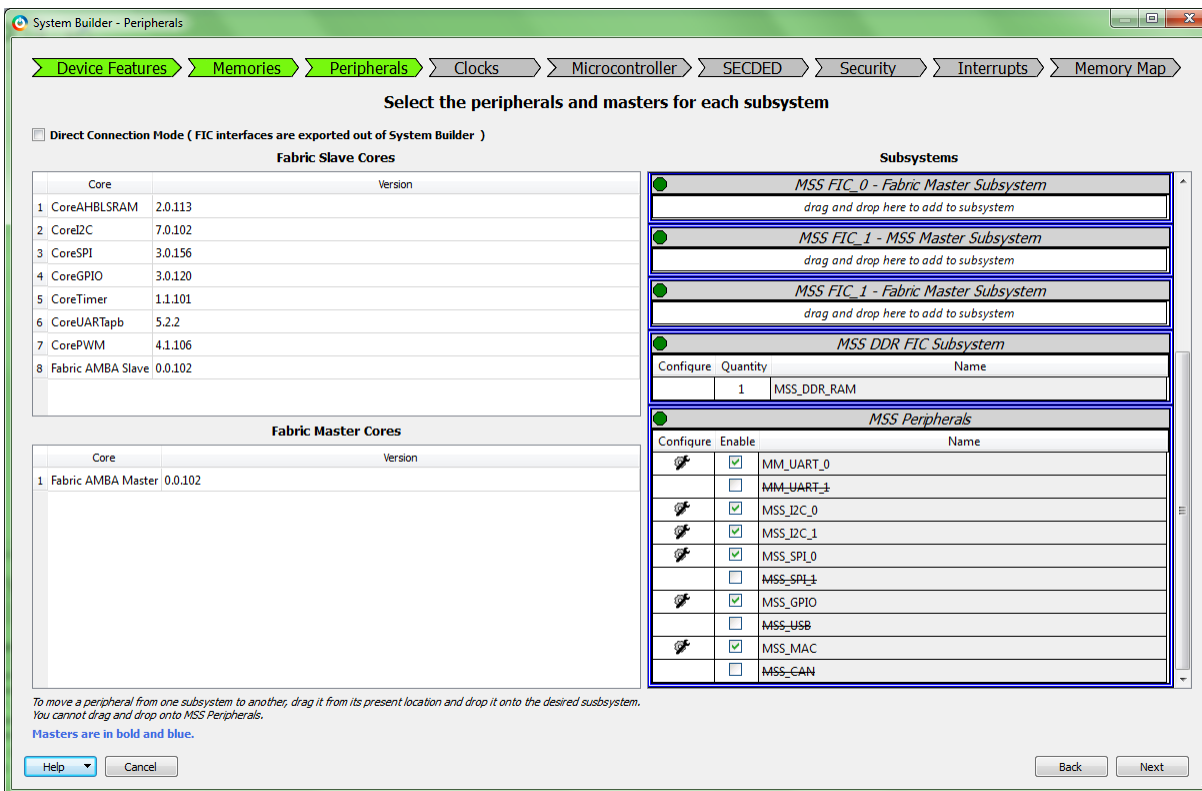 System Builder - Peripherals
Device Features Memories Peripherals Clocks Microcontroller SECDED Security Interrupts Memory Map
Select the peripherals and masters for each subsystem
Direct Connection Mode ( FIC interfaces are exported out of System Builder )
Fabric Slave Cores
Core Version
1 CoreAHBLSRAM 2.0.113
2 CoreI2C 7.0.102
3 CoreSPI 3.0.156
4 CoreGPIO 3.0.120
5 CoreTimer 1.1.101
6 CoreUARTapb 5.2.2
7 CorePWM 4.1.106
8 Fabric AMBA Slave 0.0.102
Fabric Master Cores
Core Version
1 Fabric AMBA Master 0.0.102
Subsystems
MSS FIC_0 - Fabric Master Subsystem
drag and drop here to add to subsystem
MSS FIC_1 - MSS Master Subsystem
drag and drop here to add to subsystem
MSS FIC_1 - Fabric Master Subsystem
drag and drop here to add to subsystem
MSS DDR FIC Subsystem
Configure Quantity Name
1 MSS_DDR_RAM
MSS Peripherals
Configure Enable Name
MM_UART_0
MM_UART_1
MSS_I2C_0
MSS_I2C_1
MSS_SPI_0
MSS_SPI_1
MSS_GPIO
MSS_USB
MSS_MAC
MSS_CAN
To move a peripheral from one subsystem to another, drag it from its present location and drop it onto the desired susbsystem.
You cannot drag and drop onto MSS Peripherals.
Masters are in bold and blue.
Help Cancel Back Next